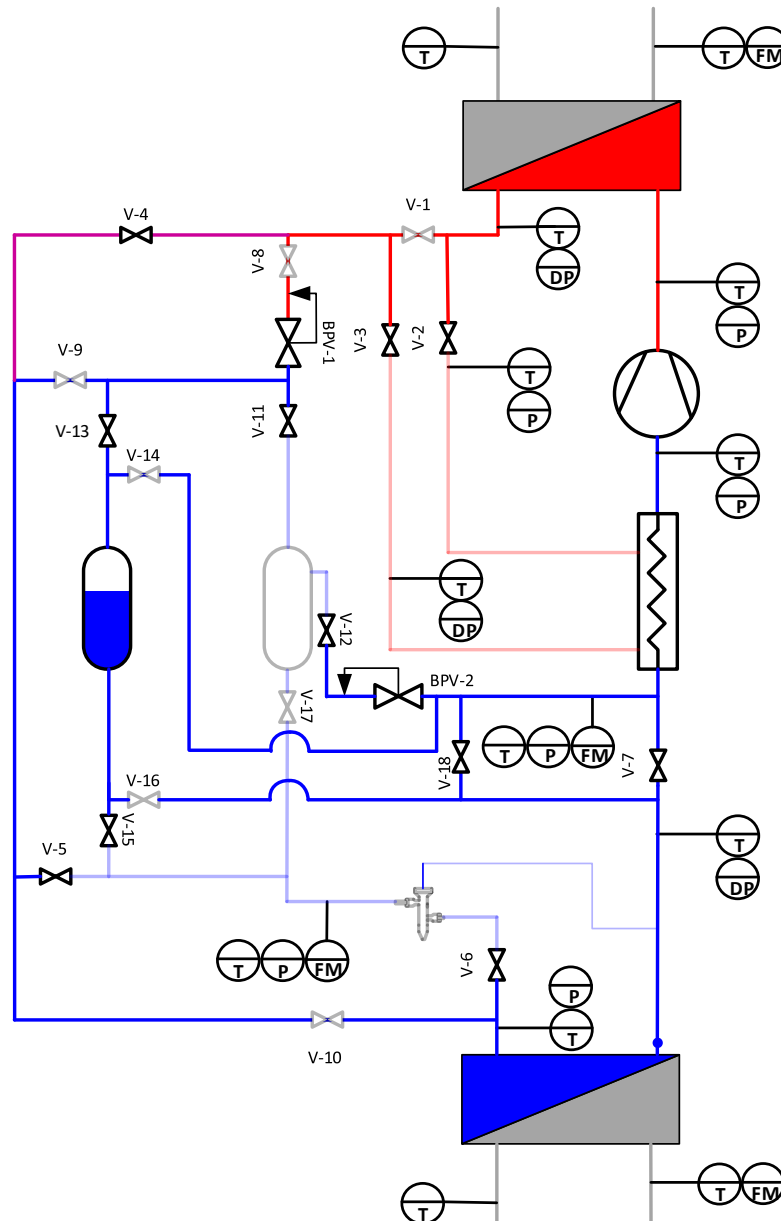 T
T FM
V-4
V-1
V-8
T
DP
T
P
BPV-1
V-3
V-2
V-9
T
P
V-13
V-11
V-14
T
P
T
DP
V-12
BPV-2
V-17
T P FM
V-18
V-7
V-16
V-15
T
DP
V-5
T P FM
V-6
P
T
V-10
T
T FM